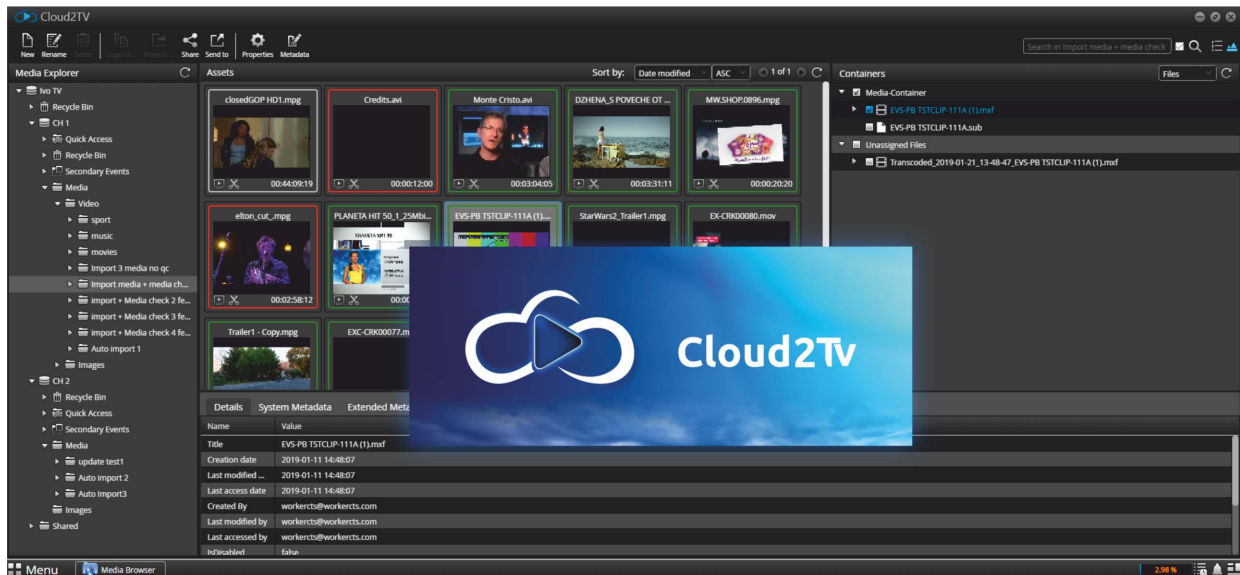 Cloud2TV
New Rename Delete Copy to ... Move to ... Share Send to Properties Metadata
Search in Import media + media check
Media Explorer
Ivo TV
Recycle Bin
CH 1
Quick Access
Recycle Bin
Secondary Events
Media
Video
sport
music
movies
Import 3 media no qc
Import media + media ch...
import + Media check 2 fe...
import + Media check 3 fe...
import + Media check 4 fe...
Auto import 1
Images
CH 2
Recycle Bin
Quick Access
Secondary Events
Media
update test1
Auto import 2
Auto Import3
Images
Shared
Assets Sort by: Date modified ASC 1 of 1
closedGOP HD1.mpg Credits.avi Monte Cristo.avi DZHENA_S POVECHE OT ... MW.SHOP.0896.mpg
00:44:09:19 00:00:12:00 00:03:04:05 00:03:31:11 00:00:20:20
elton_cut_.mpg PLANETA HIT 50_1_25Mbi... EVS-PB TSTCLIP-111A (1).... StarWars2_Trailer1.mpg EX-CRK00080.mov
00:02:58:12 00:00
Trailer1 - Copy.mpg EXC-CRK00077.m
Cloud2Tv
Containers Files
Media-Container
EVS-PB TSTCLIP-111A (1).mxf
EVS-PB TSTCLIP-111A.sub
Unassigned Files
Transcoded_2019-01-21_13-48-47_EVS-PB TSTCLIP-111A (1).mxf
Details System Metadata Extended Meta
Name Value
Title EVS-PB TSTCLIP-111A (1).mxf
Creation date 2019-01-11 14:48:07
Last modified ... 2019-01-11 14:48:07
Last access date 2019-01-11 14:48:07
Created By workercts@workercts.com
Last modified by workercts@workercts.com
Last accessed by workercts@workercts.com
IsDisabled false
Menu Media Browser 2.98 %